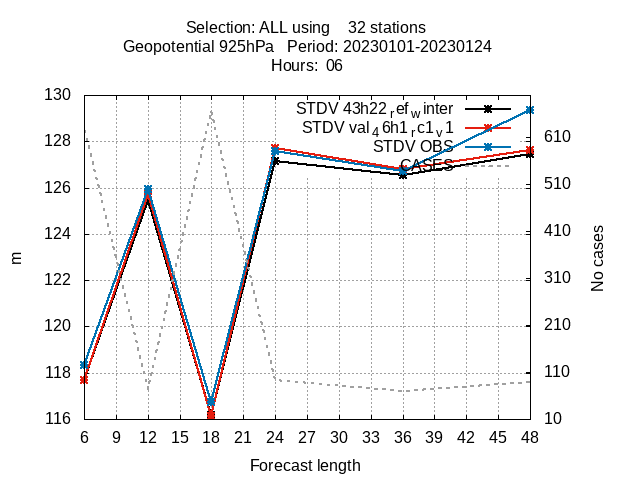 Selection: ALL using 32 stations
Geopotential 925hPa Period: 20230101-20230124
Hours: 06
STDV 43h22refwinter
STDV val46h1rc1v1
STDV OBS
CASES
130
128
126
124
122
120
118
116
610
510
410
310
210
110
10
m
No cases
6 9 12 15 18 21 24 27 30 33 36 39 42 45 48
Forecast length